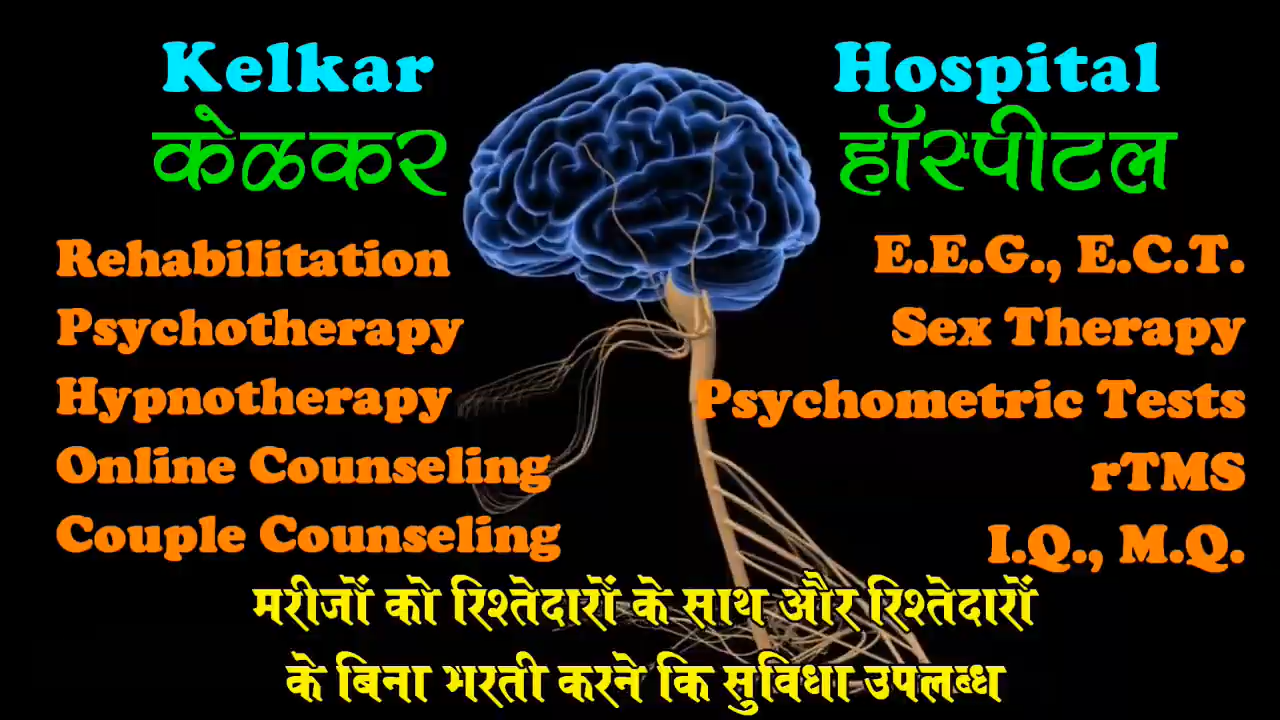 Kelkar Hospital
केळकर हॉस्पीटल
Rehabilitation
Psychotherapy
Hypnotherapy
Online Counseling
Couple Counseling
E.E.G., E.C.T.
Sex Therapy
Psychometric Tests
rTMS
I.Q., M.Q.
मरीजों को रिश्तेदारों के साथ और रिश्तेदारों
के बिना भरती करने कि सुविधा उपलब्ध